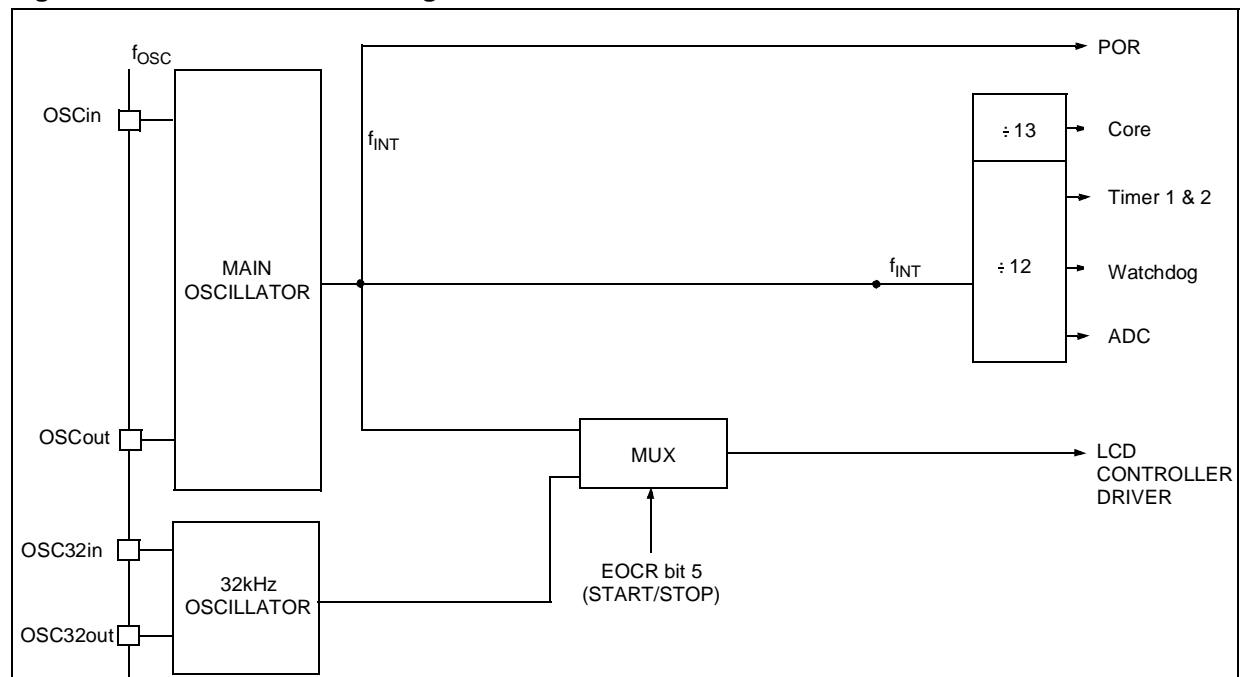 fOSC
POR
OSCin
÷13
Core
fINT
Timer 1 & 2
MAIN
OSCILLATOR
fINT
÷12
Watchdog
ADC
OSCout
MUX
LCD
CONTROLLER
DRIVER
OSC32in
32kHz
OSCILLATOR
EOCR bit 5
(START/STOP)
OSC32out